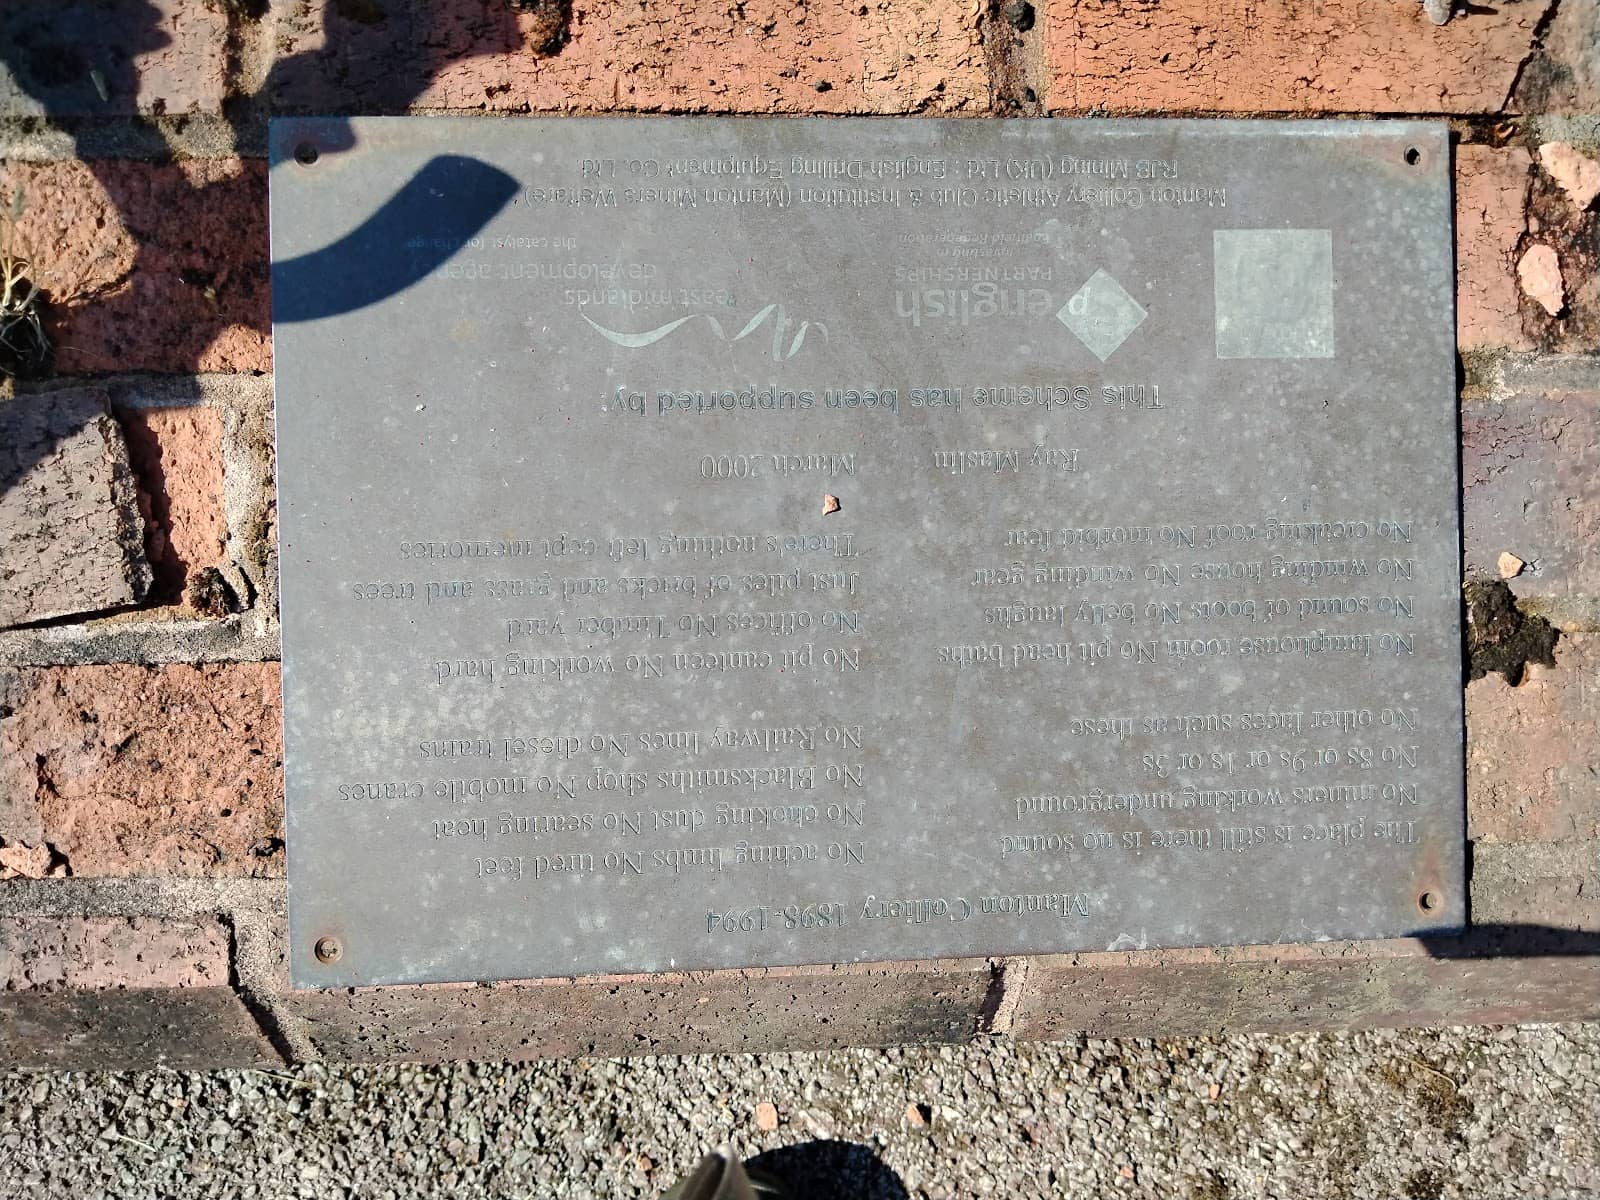 Manton Colliery 1898-1994
The place is still there is no sound
No miners working underground
No 8s or 9s or 1s or 3s
No other faces such as these
No lamphouse room No pit head baths
No sound of boots No belly laughs
No winding house No winding gear
No creaking roof No morbid fear
No aching limbs No tired feet
No choking dust No searing heat
No Blacksmiths shop No mobile cranes
No Railway lines No diesel trains
No pit canteen No working hard
No offices No Timber yard
Just piles of bricks and grass and trees
There's nothing left cept memories
Ray Maslin March 2000
This Scheme has been supported by:
ep english
PARTNERSHIPS
Investing in
Coalfield Regeneration
east midlands
development agency
the catalyst for change
Manton Colliery Athletic Club & Institution (Manton Miners Welfare)
RJB Mining (UK) Ltd : English Drilling Equipment Co. Ltd.